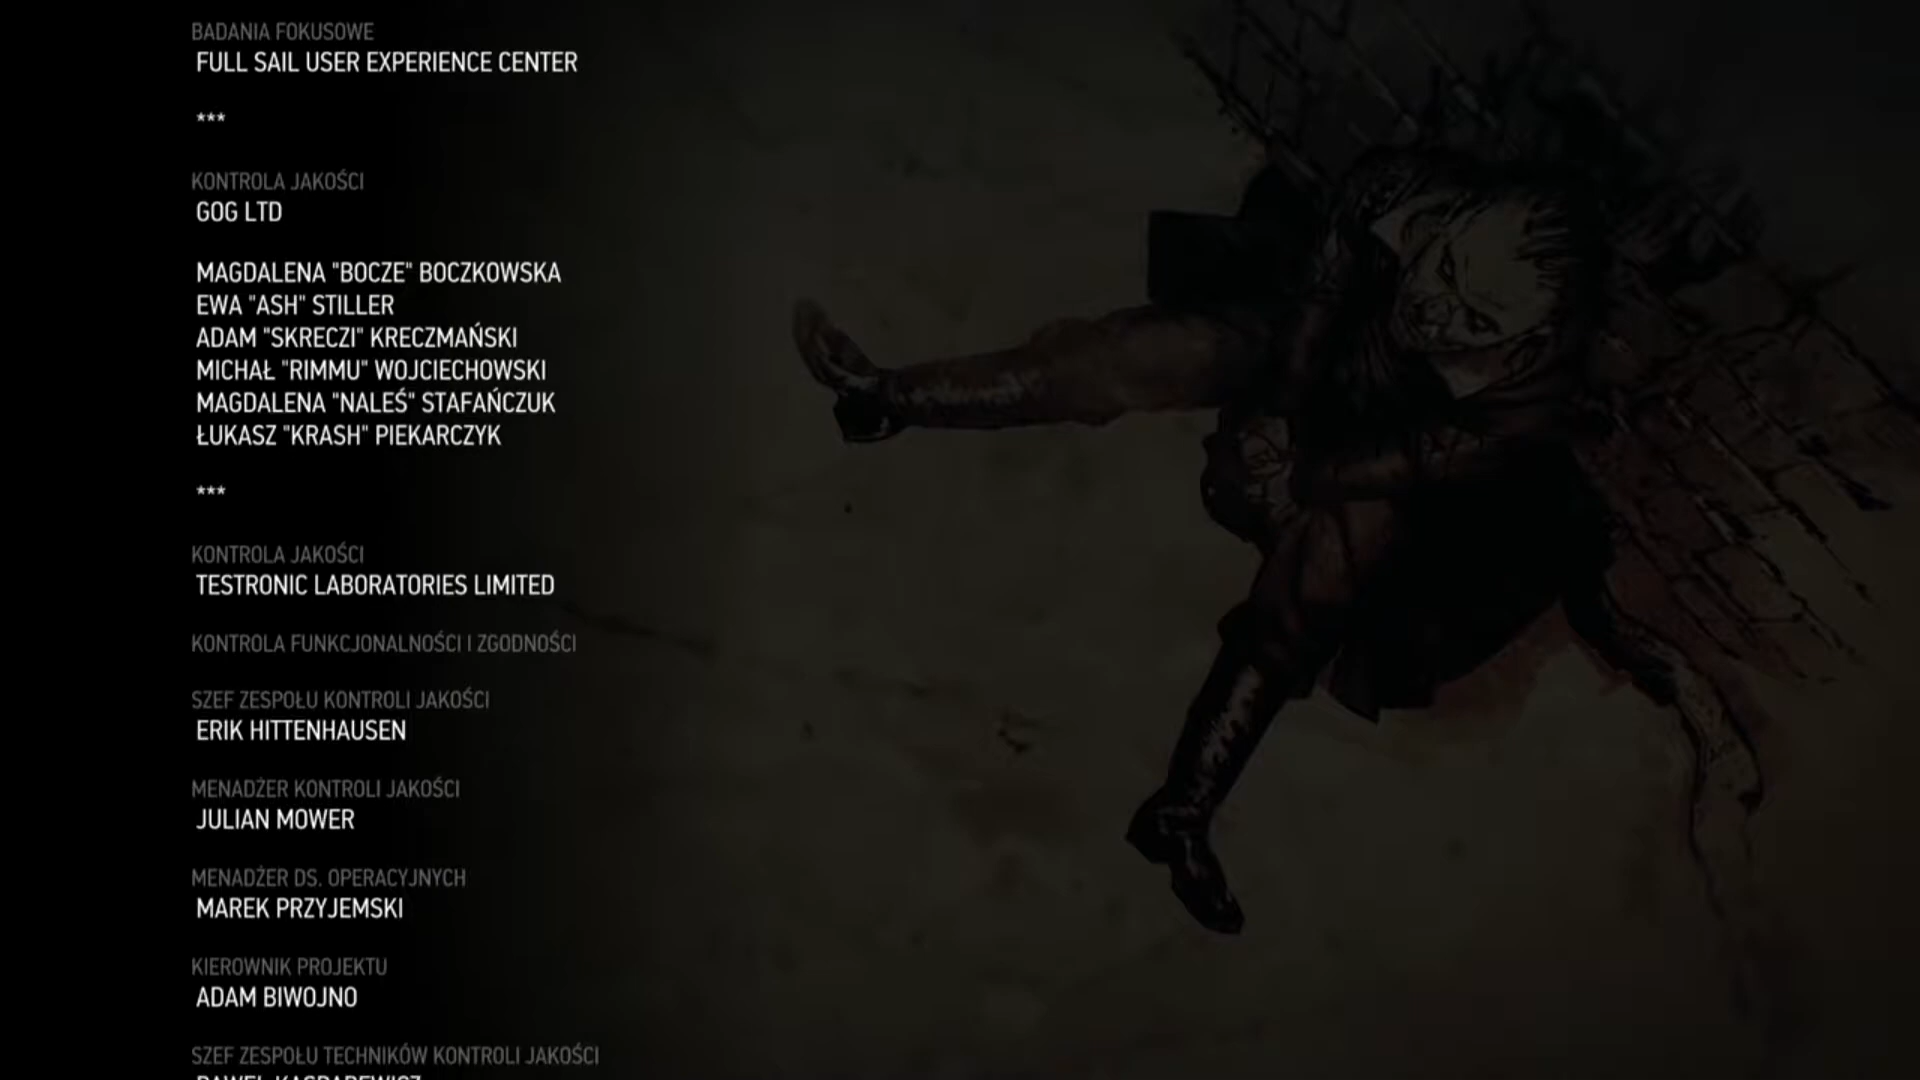 BADANIA FOKUSOWE
FULL SAIL USER EXPERIENCE CENTER
***
KONTROLA JAKOŚCI
GOG LTD
MAGDALENA "BOCZE" BOCZKOWSKA
EWA "ASH" STILLER
ADAM "SKRECZI" KRECZMAŃSKI
MICHAŁ "RIMMU" WOJCIECHOWSKI
MAGDALENA "NALEŚ" STAFAŃCZUK
ŁUKASZ "KRASH" PIEKARCZYK
***
KONTROLA JAKOŚCI
TESTRONIC LABORATORIES LIMITED
KONTROLA FUNKCJONALNOŚCI I ZGODNOŚCI
SZEF ZESPOŁU KONTROLI JAKOŚCI
ERIK HITTENHAUSEN
MENADŻER KONTROLI JAKOŚCI
JULIAN MOWER
MENADŻER DS. OPERACYJNYCH
MAREK PRZYJEMSKI
KIEROWNIK PROJEKTU
ADAM BIWOJNO
SZEF ZESPOŁU TECHNIKÓW KONTROLI JAKOŚCI